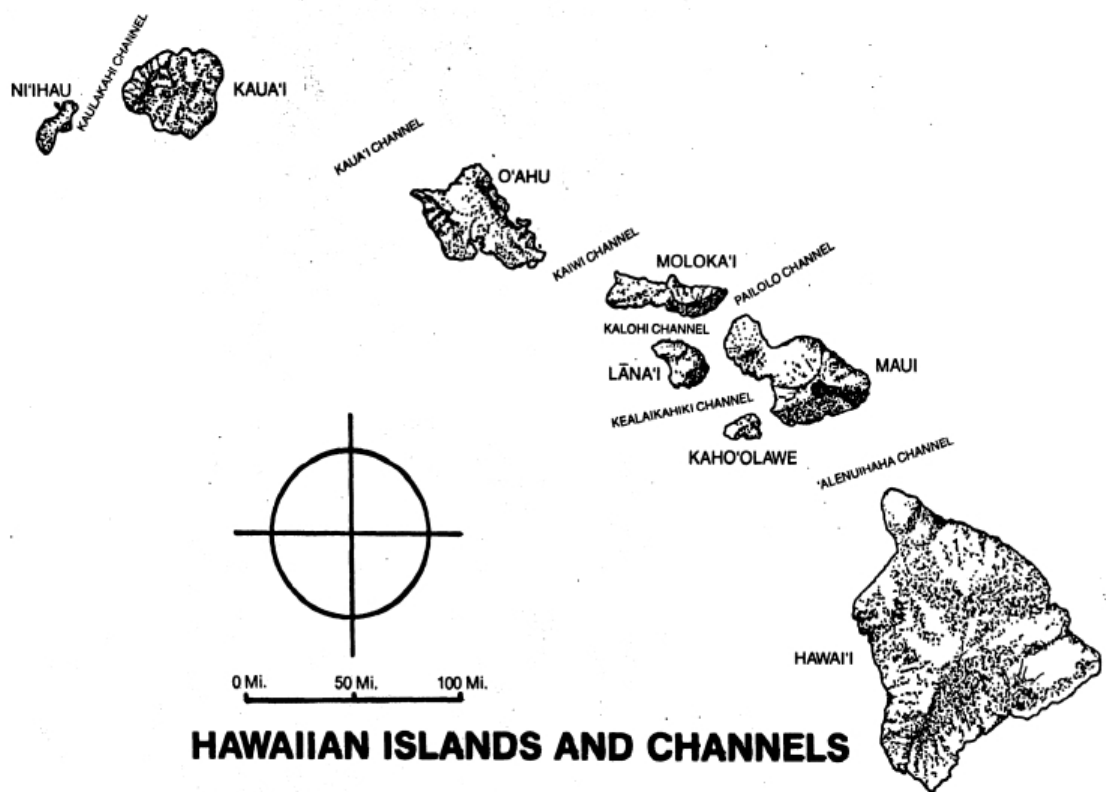 KAULAKAHI CHANNEL
NI'IHAU
KAUA'I
KAUA'I CHANNEL
O'AHU
KAIWI CHANNEL
MOLOKA'I
PAILOLO CHANNEL
KALOHI CHANNEL
LĀNA'I
MAUI
KEALAIKAHIKI CHANNEL
KAHO'OLAWE
'ALENUIHAHA CHANNEL
HAWAI'I
0 Mi. 50 Mi. 100 Mi.
HAWAIIAN ISLANDS AND CHANNELS